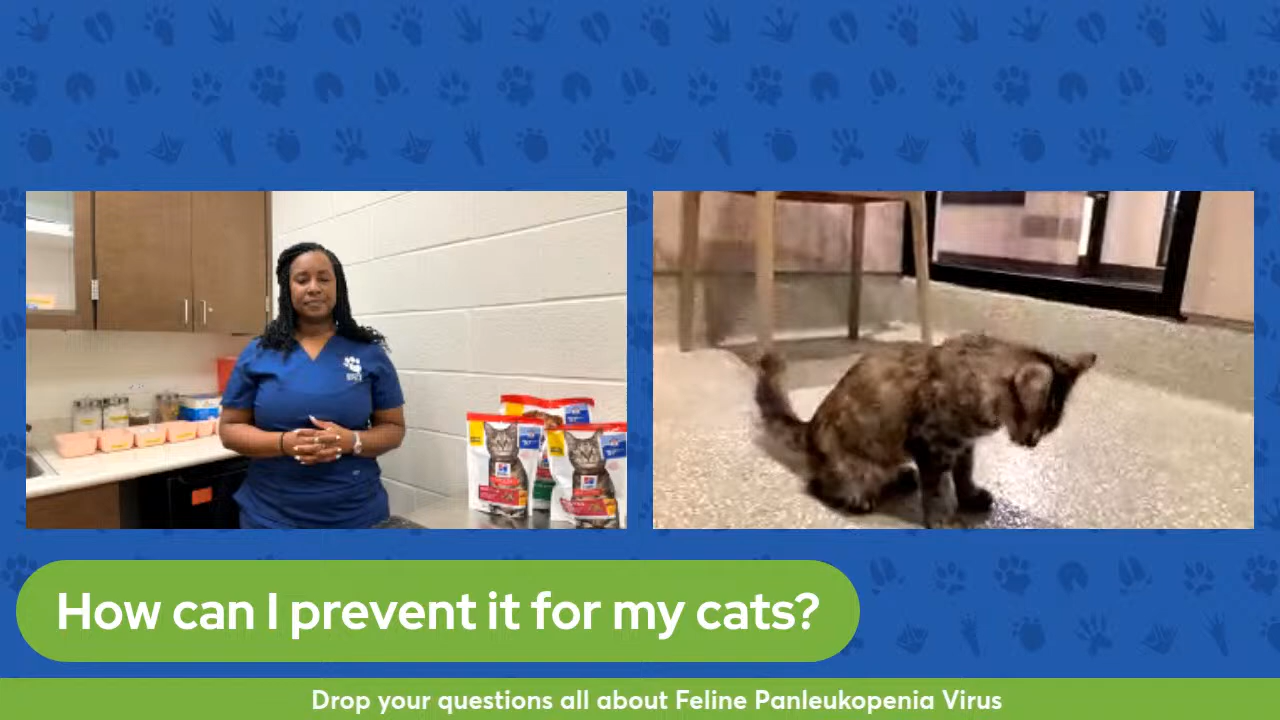 How can I prevent it for my cats?
Drop your questions all about Feline Panleukopenia Virus